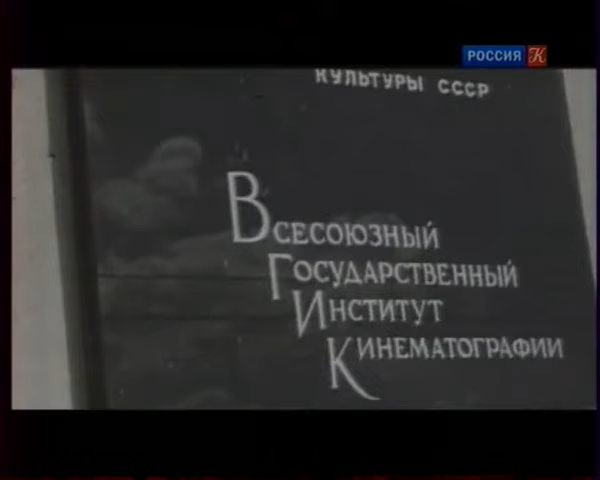 РОССИЯ К
КУЛЬТУРЫ СССР
ВСЕСОЮЗНЫЙ
ГОСУДАРСТВЕННЫЙ
ИНСТИТУТ
КИНЕМАТОГРАФИИ